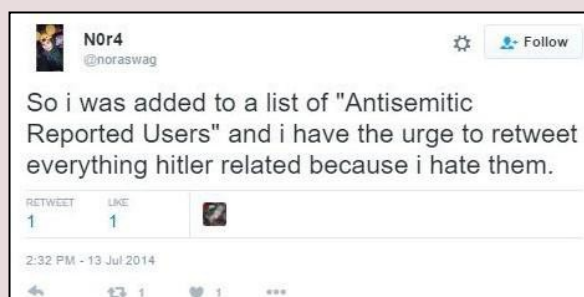 N0r4
@noraswag
Follow
So i was added to a list of "Antisemitic
Reported Users" and i have the urge to retweet
everything hitler related because i hate them.
RETWEET LIKE
1 1
2:32 PM - 13 Jul 2014
1 1